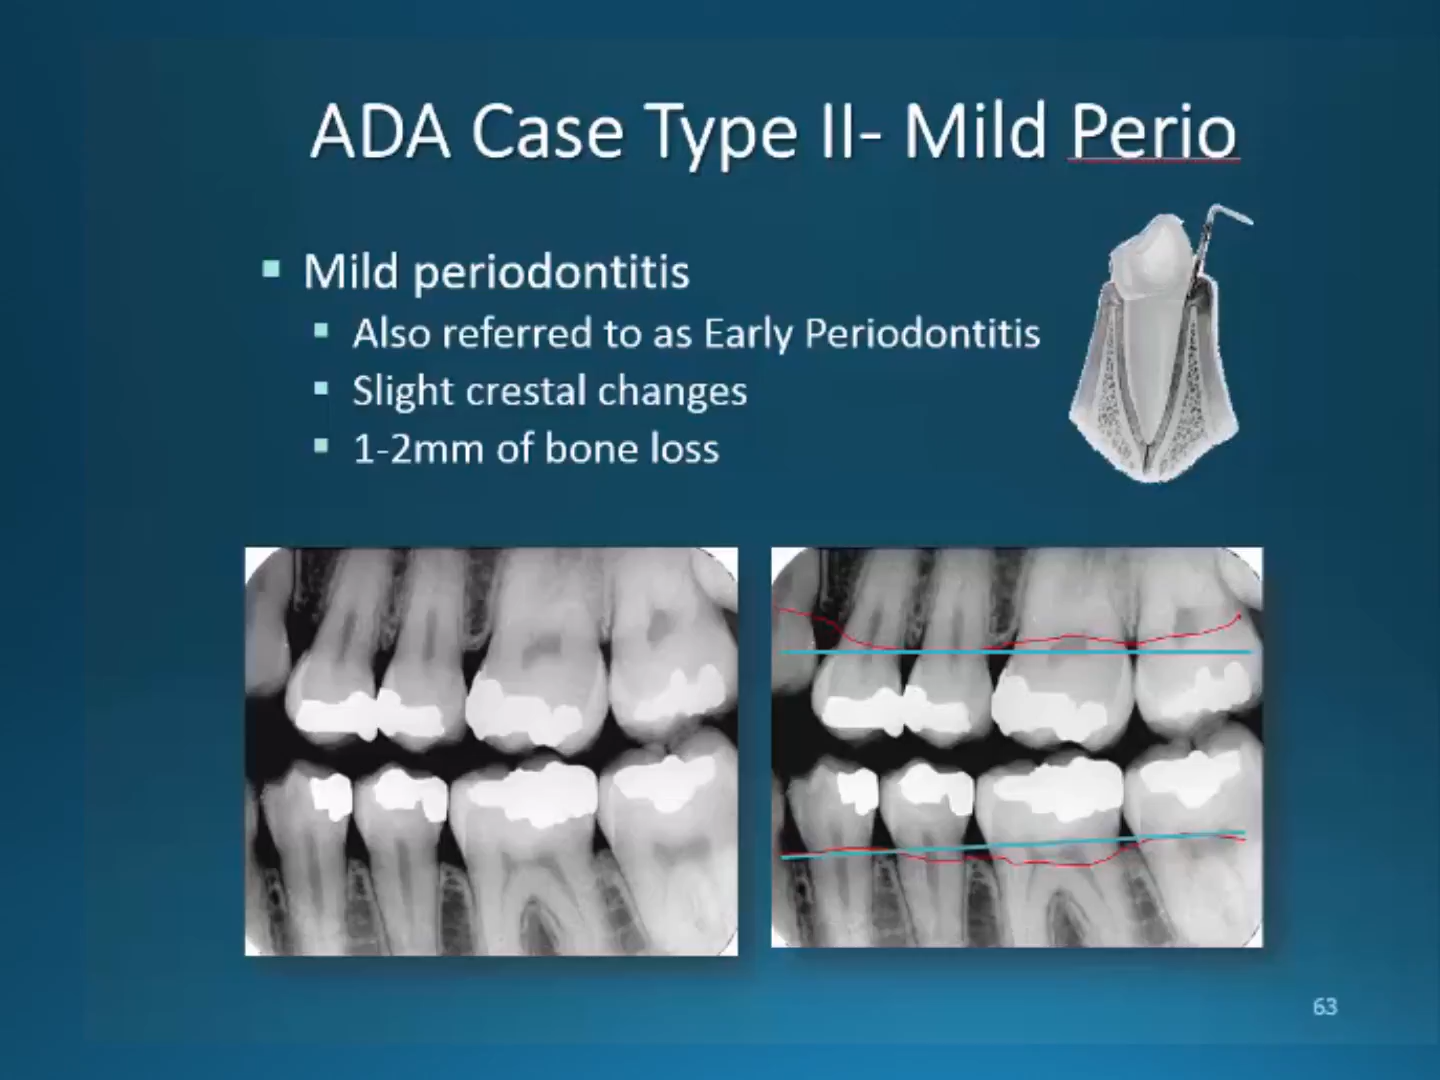 ADA Case Type II- Mild Perio
Mild periodontitis
Also referred to as Early Periodontitis
Slight crestal changes
1-2mm of bone loss
63